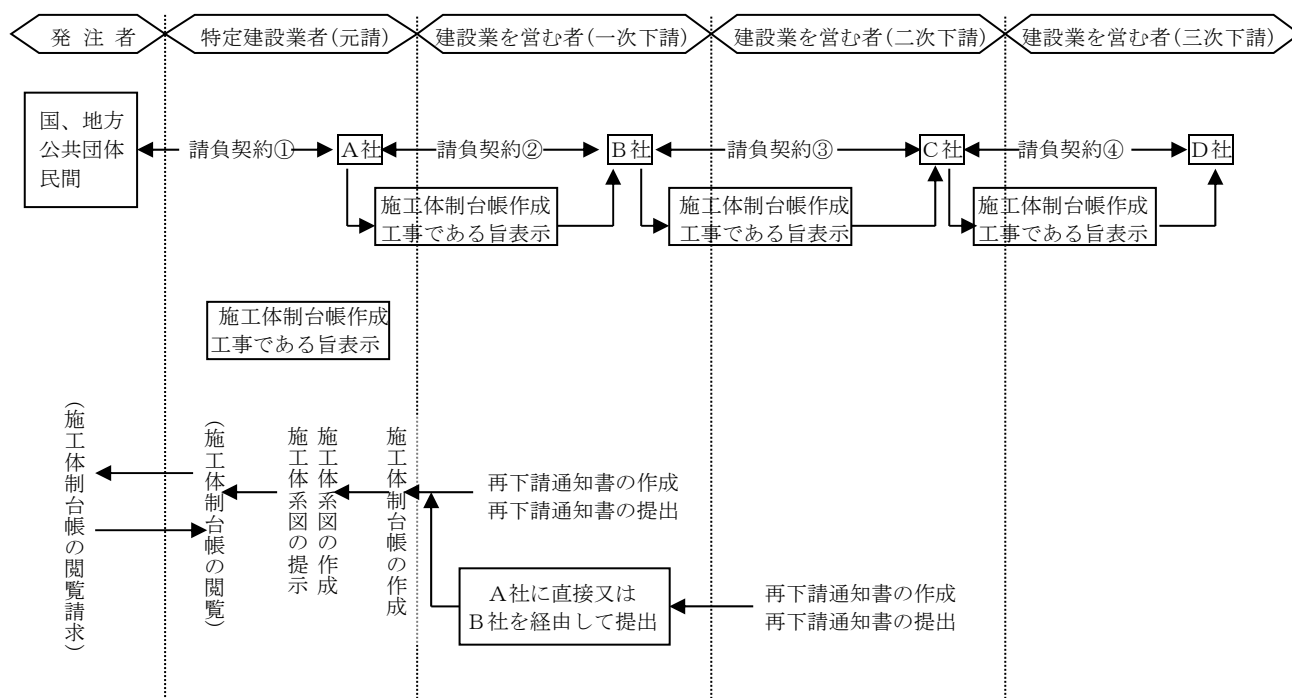 発 注 者
特定建設業者(元請)
建設業を営む者(一次下請)
建設業を営む者(二次下請)
建設業を営む者(三次下請)
国、地方
公共団体
民間
請負契約①
A社
請負契約②
B社
請負契約③
C社
請負契約④
D社
施工体制台帳作成
工事である旨表示
施工体制台帳作成
工事である旨表示
施工体制台帳作成
工事である旨表示
施工体制台帳作成
工事である旨表示
(施工体制台帳の閲覧請求)
(施工体制台帳の閲覧)
施工体系図の提示
施工体系図の作成
施工体制台帳の作成
再下請通知書の作成
再下請通知書の提出
A社に直接又は
B社を経由して提出
再下請通知書の作成
再下請通知書の提出